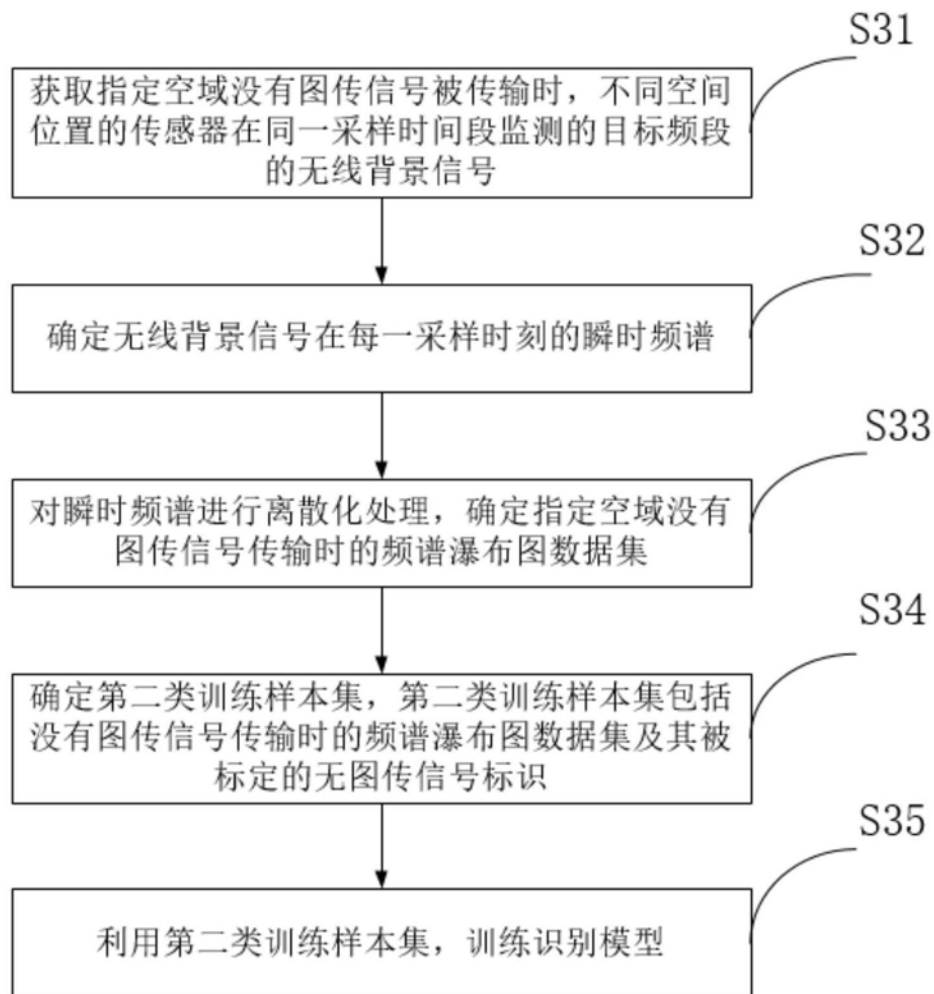 S31
获取指定空域没有图传信号被传输时，不同空间
位置的传感器在同一采样时间段监测的目标频段
的无线背景信号
S32
确定无线背景信号在每一采样时刻的瞬时频谱
S33
对瞬时频谱进行离散化处理，确定指定空域没有
图传信号传输时的频谱瀑布图数据集
S34
确定第二类训练样本集，第二类训练样本集包括
没有图传信号传输时的频谱瀑布图数据集及其被
标定的无图传信号标识
S35
利用第二类训练样本集，训练识别模型